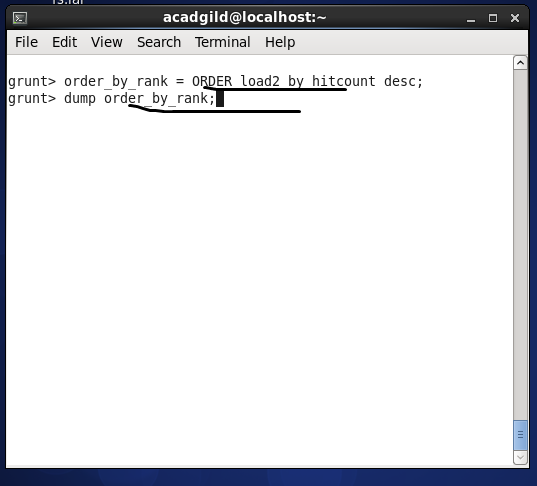 acadgild@localhost:~
File Edit View Search Terminal Help
grunt> order_by_rank = ORDER load2 by hitcount desc;
grunt> dump order_by_rank;